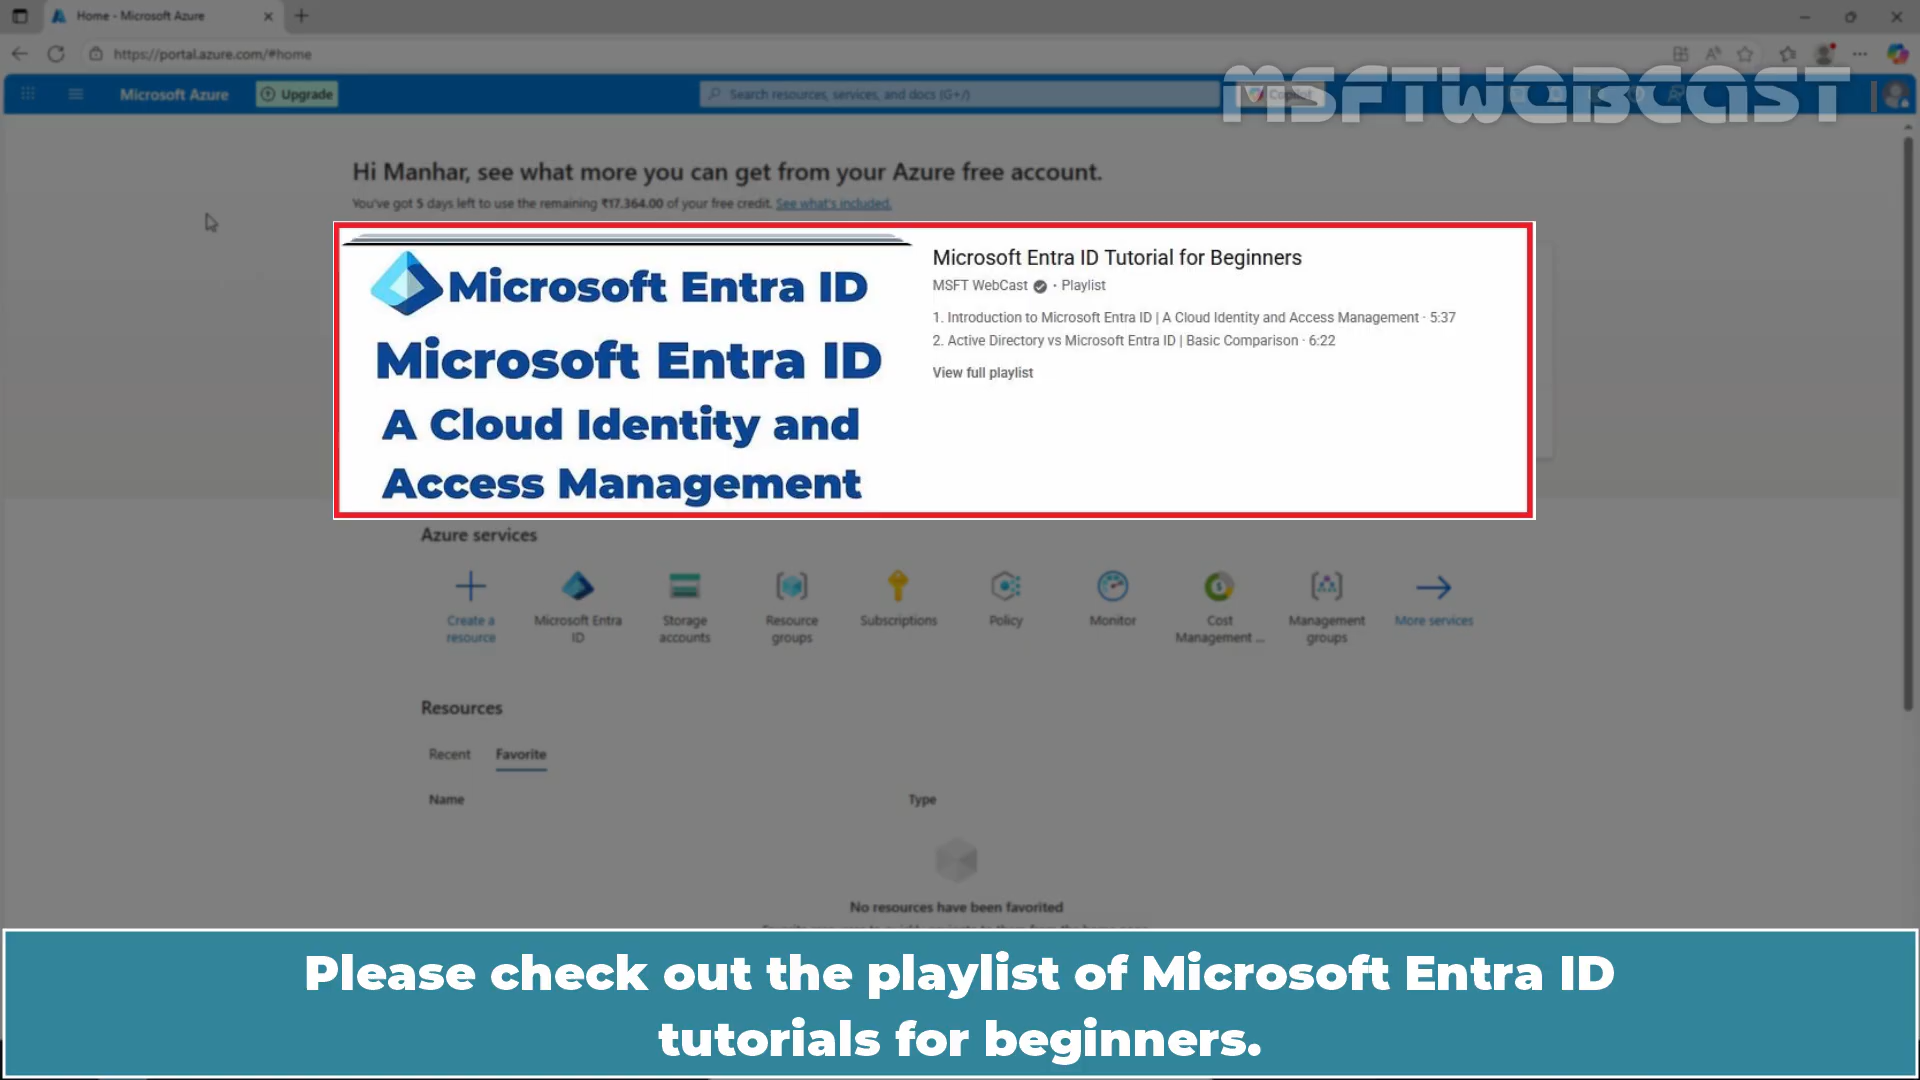 Home - Microsoft Azure
https://portal.azure.com/#home
Microsoft Azure
Upgrade
Search resources, services, and docs (G+/)
Copilot
MSFTWEBCAST
Hi Manhar, see what more you can get from your Azure free account.
You've got 5 days left to use the remaining ₹17,364.00 of your free credit. See what's included.
Microsoft Entra ID
Microsoft Entra ID
A Cloud Identity and
Access Management
Microsoft Entra ID Tutorial for Beginners
MSFT WebCast · Playlist
1. Introduction to Microsoft Entra ID | A Cloud Identity and Access Management · 5:37
2. Active Directory vs Microsoft Entra ID | Basic Comparison · 6:22
View full playlist
Azure services
Create a
resource
Microsoft Entra
ID
Storage
accounts
Resource
groups
Subscriptions
Policy
Monitor
Cost
Management ...
Management
groups
More services
Resources
Recent
Favorite
Name
Type
No resources have been favorited
Please check out the playlist of Microsoft Entra ID
tutorials for beginners.